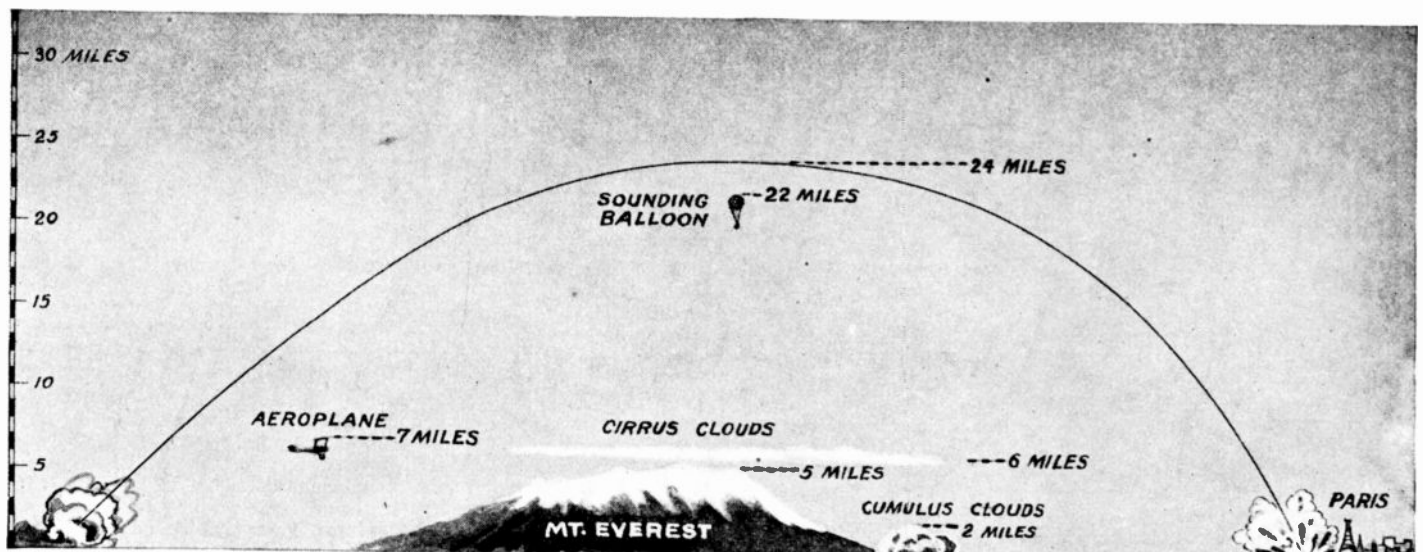 30 MILES
25
24 MILES
SOUNDING
BALLOON
22 MILES
20
15
10
AEROPLANE
7 MILES
CIRRUS CLOUDS
6 MILES
5
5 MILES
CUMULUS CLOUDS
2 MILES
PARIS
MT. EVEREST